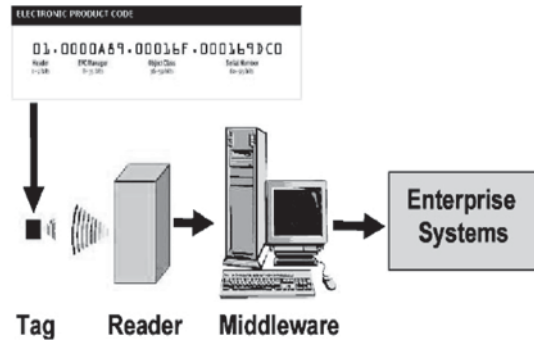 ELECTRONIC PRODUCT CODE
01.0000A89.00016F.000169DC0
Header EPC Manager Object Class Serial Number
Enterprise
Systems
Tag Reader Middleware